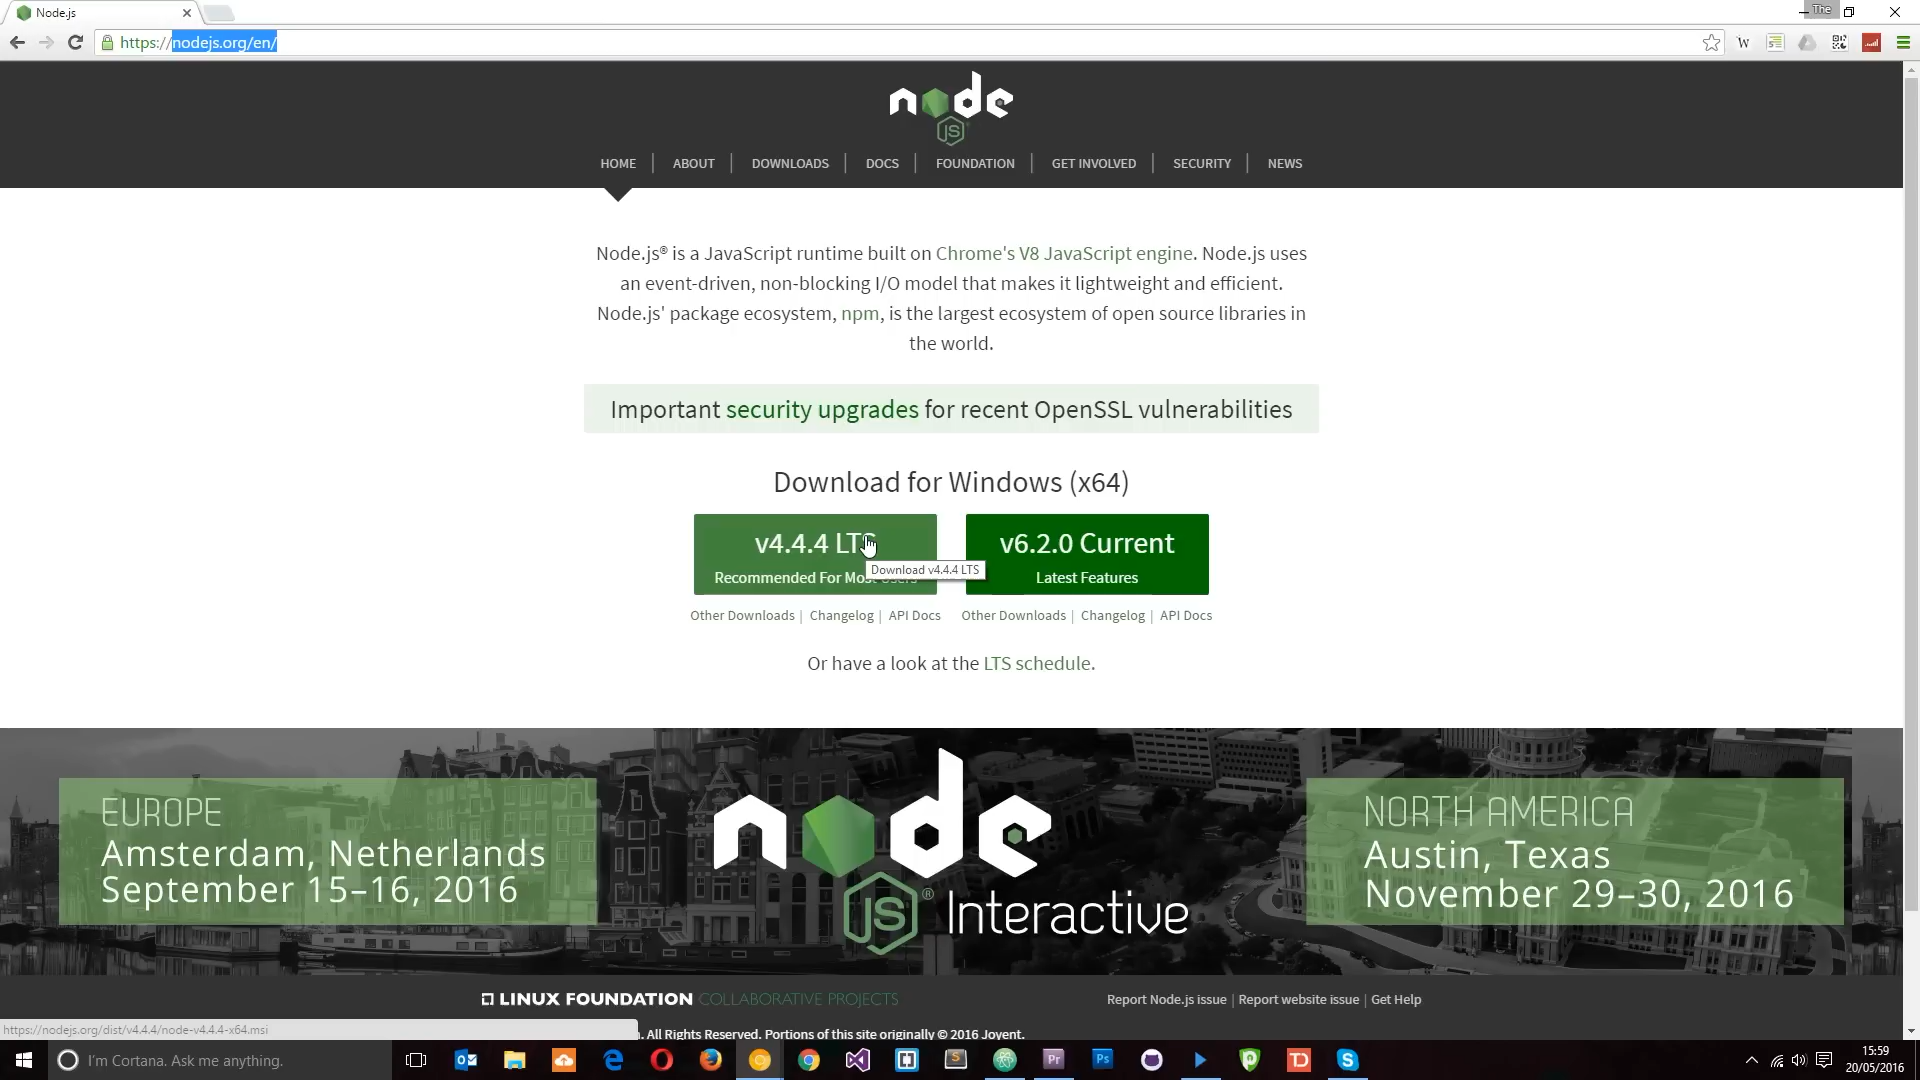 Node.js
The
https://nodejs.org/en/
W
node
JS
HOME
ABOUT
DOWNLOADS
DOCS
FOUNDATION
GET INVOLVED
SECURITY
NEWS
Node.js® is a JavaScript runtime built on Chrome's V8 JavaScript engine. Node.js uses
an event-driven, non-blocking I/O model that makes it lightweight and efficient.
Node.js' package ecosystem, npm, is the largest ecosystem of open source libraries in
the world.
Important security upgrades for recent OpenSSL vulnerabilities
Download for Windows (x64)
v4.4.4 LTS
Recommended For Most Users
Download v4.4.4 LTS
v6.2.0 Current
Latest Features
Other Downloads | Changelog | API Docs
Other Downloads | Changelog | API Docs
Or have a look at the LTS schedule.
EUROPE
Amsterdam, Netherlands
September 15–16, 2016
node
JS® Interactive
NORTH AMERICA
Austin, Texas
November 29–30, 2016
LINUX FOUNDATION COLLABORATIVE PROJECTS
Report Node.js issue | Report website issue | Get Help
https://nodejs.org/dist/v4.4.4/node-v4.4.4-x64.msi
. All Rights Reserved. Portions of this site originally © 2016 Joyent.
I'm Cortana. Ask me anything.
Pr
Ps
TD
S
15:59
20/05/2016